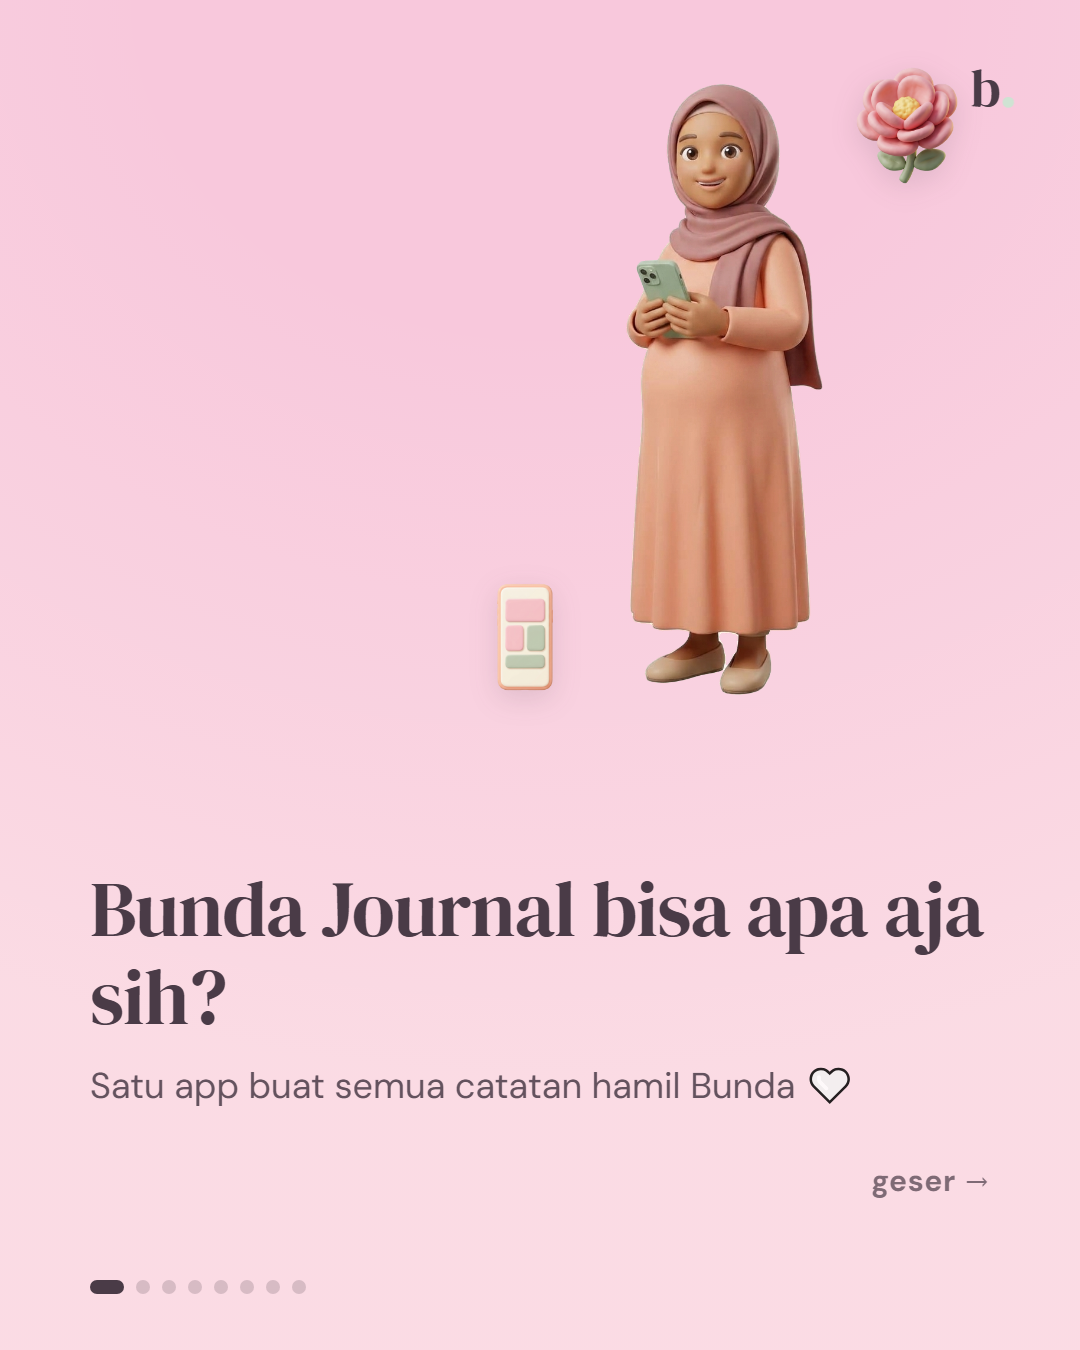 b.
Bunda Journal bisa apa aja
sih?
Satu app buat semua catatan hamil Bunda 🤍
geser →